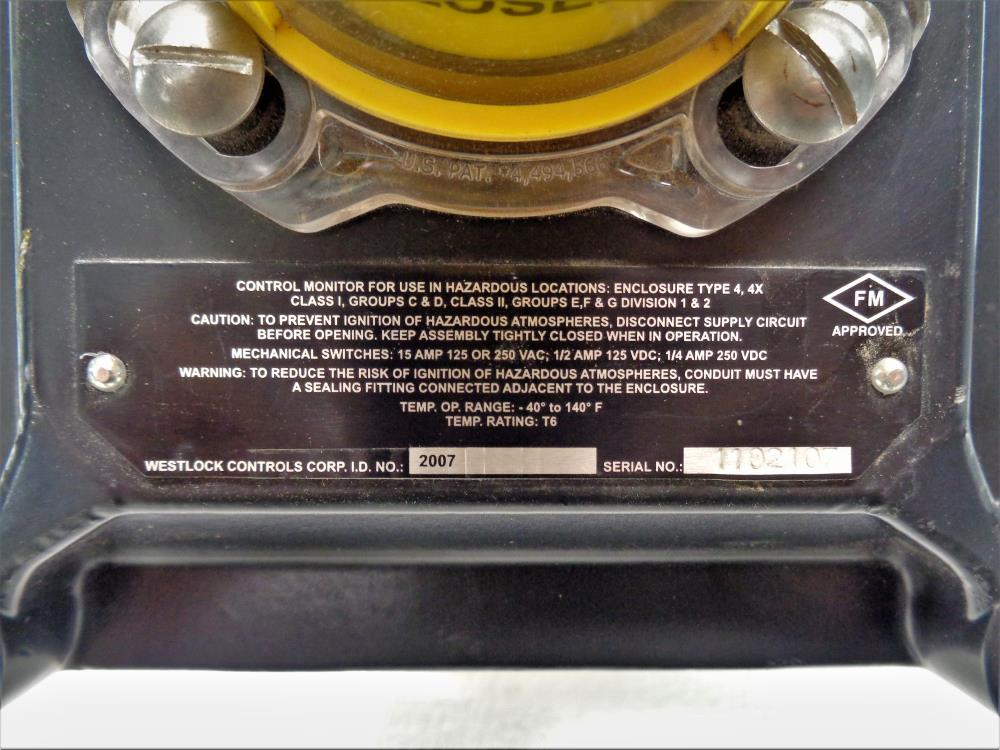 CLOSED
U.S. PAT. #4,494,566
CONTROL MONITOR FOR USE IN HAZARDOUS LOCATIONS: ENCLOSURE TYPE 4, 4X
CLASS I, GROUPS C & D, CLASS II, GROUPS E,F & G DIVISION 1 & 2
FM
APPROVED
CAUTION: TO PREVENT IGNITION OF HAZARDOUS ATMOSPHERES, DISCONNECT SUPPLY CIRCUIT
BEFORE OPENING. KEEP ASSEMBLY TIGHTLY CLOSED WHEN IN OPERATION.
MECHANICAL SWITCHES: 15 AMP 125 OR 250 VAC; 1/2 AMP 125 VDC; 1/4 AMP 250 VDC
WARNING: TO REDUCE THE RISK OF IGNITION OF HAZARDOUS ATMOSPHERES, CONDUIT MUST HAVE
A SEALING FITTING CONNECTED ADJACENT TO THE ENCLOSURE.
TEMP. OP. RANGE: - 40° to 140° F
TEMP. RATING: T6
WESTLOCK CONTROLS CORP. I.D. NO.: 2007 SERIAL NO.: 1102107